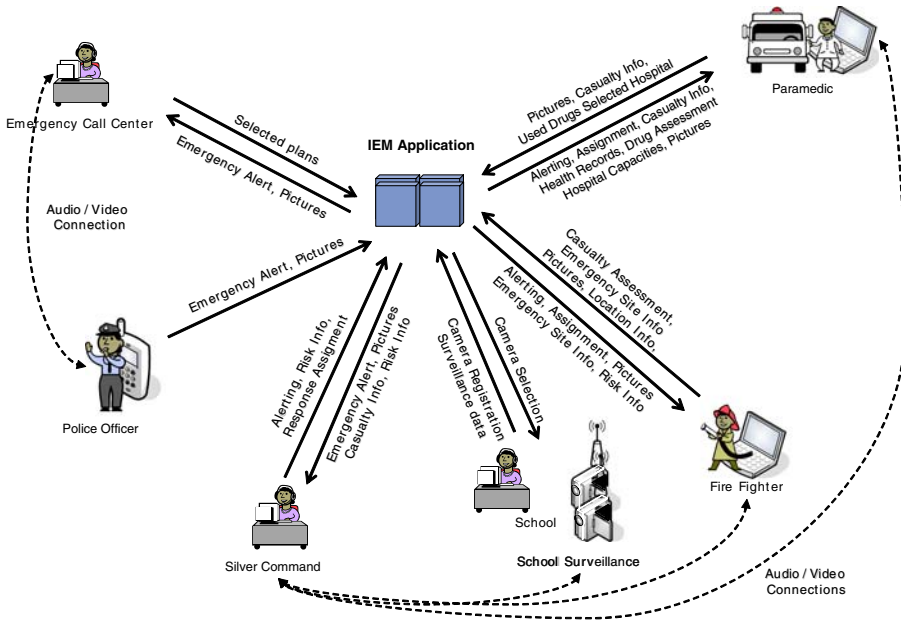 Emergency Call Center
Selected plans
Emergency Alert, Pictures
IEM Application
Pictures, Casualty Info,
Used Drugs Selected Hospital
Alerting, Assignment, Casualty Info,
Health Records, Drug Assessment
Hospital Capacities, Pictures
Paramedic
Audio / Video
Connection
Emergency Alert, Pictures
Police Officer
Alerting, Risk Info,
Response Assigment
Emergency Alert, Pictures
Casualty Info, Risk Info
Camera Registration
Surveillance data
Camera Selection
Casualty Assessment,
Emergency Site Info
Pictures, Location Info,
Alerting, Assignment, Pictures
Emergency Site Info, Risk Info
Fire Fighter
School
School Surveillance
Silver Command
Audio / Video
Connections